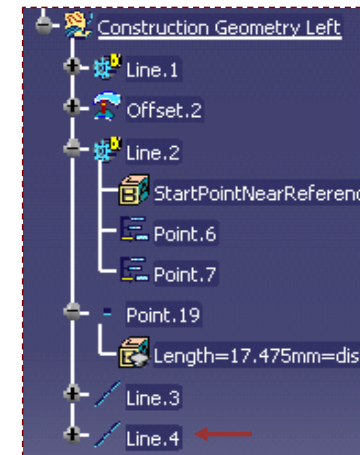 Construction Geometry Left
Line.1
Offset.2
Line.2
StartPointNearReferenc
Point.6
Point.7
Point.19
Length=17.475mm=dis
Line.3
Line.4